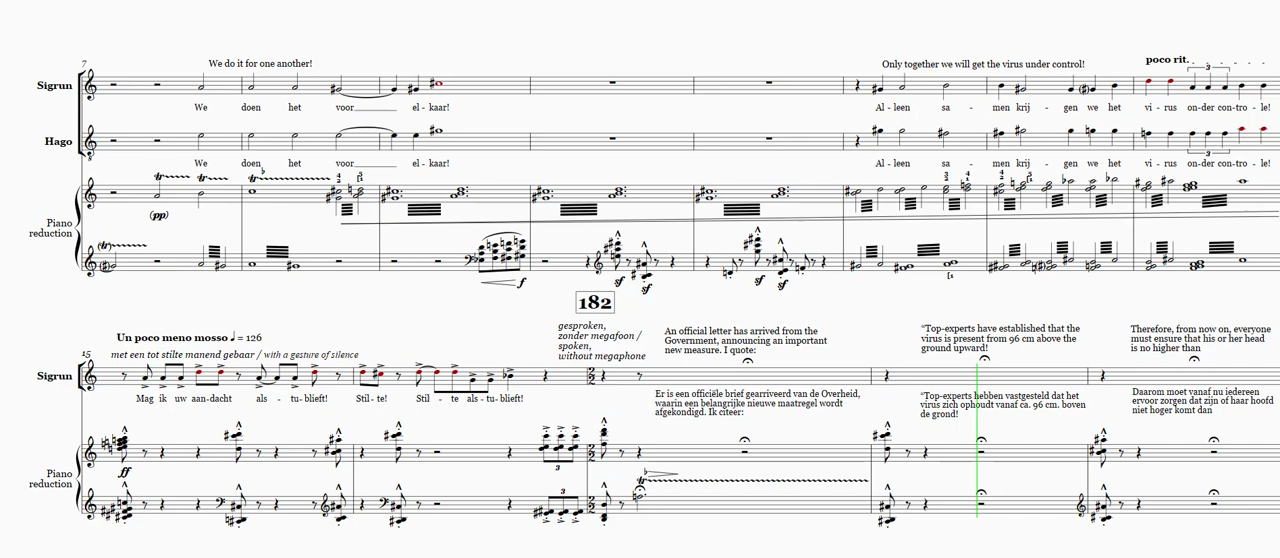 7
We do it for one another!
Only together we will get the virus under control!
poco rit.
3
Sigrun
We doen het voor el - kaar!
Al - leen sa - men krij - gen we het vi - rus on-der con-tro - le!
Hago
We doen het voor el - kaar!
Al - leen sa - men krij - gen we het vi - rus on-der con-tro - le!
3
(pp)
Piano
reduction
f
sf
sf
sf
sf
182
Un poco meno mosso ♩ = 126
15
met een tot stilte manend gebaar / with a gesture of silence
gesproken,
zonder megafoon /
spoken,
without megaphone
An official letter has arrived from the
Government, announcing an important
new measure. I quote:
“Top-experts have established that the
virus is present from 96 cm above the
ground upward!
Therefore, from now on, everyone
must ensure that his or her head
is no higher than
Sigrun
Mag ik uw aan-dacht als - tu-blieft! Stil - te! Stil - te als-tu-blief!
Er is een officiële brief gearriveerd van de Overheid,
waarin een belangrijke nieuwe maatregel wordt
afgekondigd. Ik citeer:
“Top-experts hebben vastgesteld dat het
virus zich ophoudt vanaf ca. 96 cm. boven
de grond!
Daarom moet vanaf nu iedereen
ervoor zorgen dat zijn of haar hoofd
niet hoger komt dan
ff
3
Piano
reduction
3